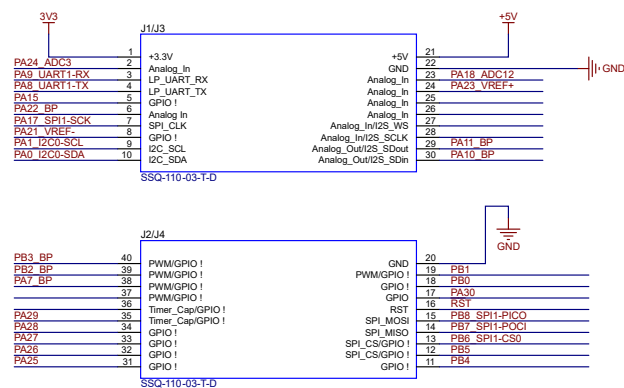 3V3 +5V
J1/J3
1 +3.3V +5V 21
PA24_ADC3 2 Analog_In GND 22 GND
PA9_UART1-RX 3 LP_UART_RX Analog_In 23 PA18_ADC12
PA8_UART1-TX 4 LP_UART_TX Analog_In 24 PA23_VREF+
PA15 5 GPIO ! Analog_In 25
PA22_BP 6 Analog In Analog_In 26
PA17_SPI1-SCK 7 SPI_CLK Analog_In/I2S_WS 27
PA21_VREF- 8 GPIO ! Analog_In/I2S_SCLK 28
PA1_I2C0-SCL 9 I2C_SCL Analog_Out/I2S_SDout 29 PA11_BP
PA0_I2C0-SDA 10 I2C_SDA Analog_Out/I2S_SDin 30 PA10_BP
SSQ-110-03-T-D
J2/J4
GND
PB3_BP 40 PWM/GPIO ! GND 20
PB2_BP 39 PWM/GPIO ! PWM/GPIO ! 19 PB1
PA7_BP 38 PWM/GPIO ! GPIO ! 18 PB0
37 PWM/GPIO ! GPIO 17 PA30
36 Timer_Cap/GPIO ! RST 16 RST
PA29 35 Timer_Cap/GPIO ! SPI_MOSI 15 PB8_SPI1-PICO
PA28 34 GPIO ! SPI_MISO 14 PB7_SPI1-POCI
PA27 33 GPIO ! SPI_CS/GPIO ! 13 PB6_SPI1-CS0
PA26 32 GPIO ! SPI_CS/GPIO ! 12 PB5
PA25 31 GPIO ! GPIO ! 11 PB4
SSQ-110-03-T-D